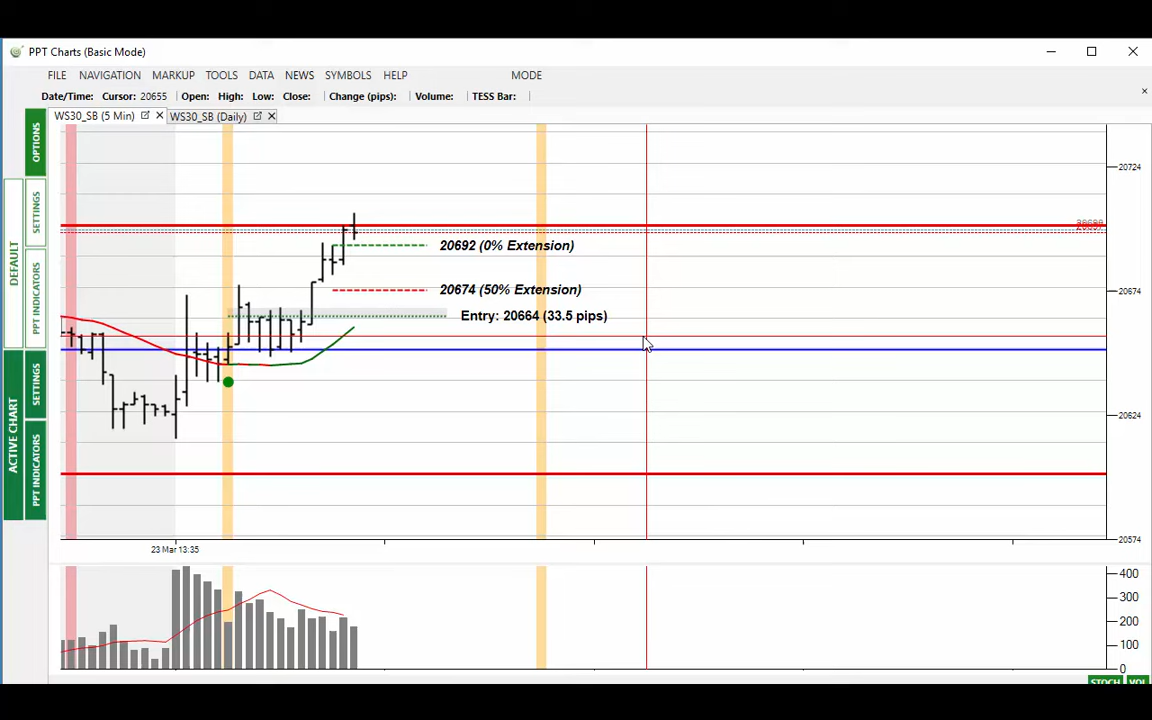 PPT Charts (Basic Mode)
FILE NAVIGATION MARKUP TOOLS DATA NEWS SYMBOLS HELP MODE
Date/Time: Cursor: 20655 Open: High: Low: Close: Change (pips): Volume: TESS Bar:
WS30_SB (5 Min) WS30_SB (Daily)
OPTIONS
DEFAULT
SETTINGS
PPT INDICATORS
ACTIVE CHART
SETTINGS
PPT INDICATORS
20724
20692 (0% Extension)
20674 (50% Extension)
20674
Entry: 20664 (33.5 pips)
20624
20574
23 Mar 13:35
400
300
200
100
0
STOCH VOL